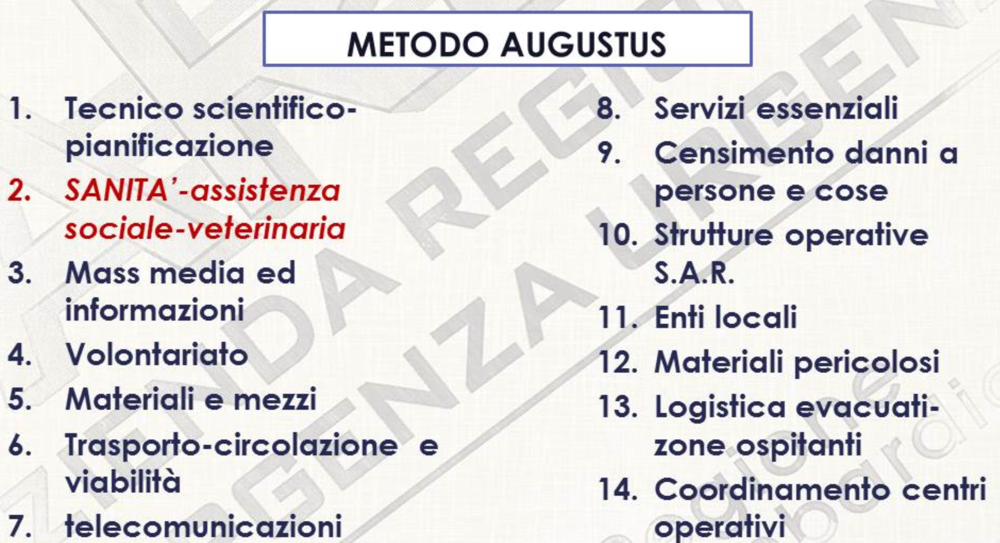 METODO AUGUSTUS
1. Tecnico scientifico-
pianificazione
2. SANITA’-assistenza
sociale-veterinaria
3. Mass media ed
informazioni
4. Volontariato
5. Materiali e mezzi
6. Trasporto-circolazione e
viabilità
7. telecomunicazioni
8. Servizi essenziali
9. Censimento danni a
persone e cose
10. Strutture operative
S.A.R.
11. Enti locali
12. Materiali pericolosi
13. Logistica evacuati-
zone ospitanti
14. Coordinamento centri
operativi